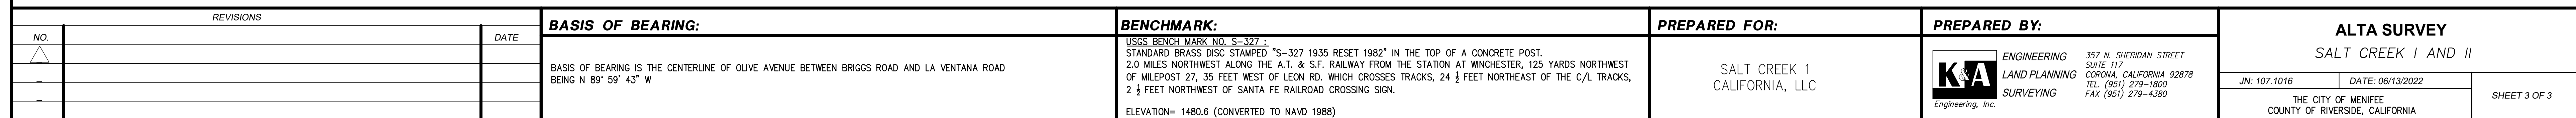 REVISIONS
NO.
DATE
BASIS OF BEARING:
BASIS OF BEARING IS THE CENTERLINE OF OLIVE AVENUE BETWEEN BRIGGS ROAD AND LA VENTANA ROAD
BEING N 89° 59' 43" W
BENCHMARK:
USGS BENCH MARK NO. S-327 :
STANDARD BRASS DISC STAMPED "S-327 1935 RESET 1982" IN THE TOP OF A CONCRETE POST.
2.0 MILES NORTHWEST ALONG THE A.T. & S.F. RAILWAY FROM THE STATION AT WINCHESTER, 125 YARDS NORTHWEST
OF MILEPOST 27, 35 FEET WEST OF LEON RD. WHICH CROSSES TRACKS, 24 ½ FEET NORTHEAST OF THE C/L TRACKS,
2 ½ FEET NORTHWEST OF SANTA FE RAILROAD CROSSING SIGN.
ELEVATION= 1480.6 (CONVERTED TO NAVD 1988)
PREPARED FOR:
SALT CREEK 1
CALIFORNIA, LLC
PREPARED BY:
K&A
Engineering, Inc.
ENGINEERING
LAND PLANNING
SURVEYING
357 N. SHERIDAN STREET
SUITE 117
CORONA, CALIFORNIA 92878
TEL. (951) 279-1800
FAX (951) 279-4380
ALTA SURVEY
SALT CREEK I AND II
JN: 107.1016
DATE: 06/13/2022
THE CITY OF MENIFEE
COUNTY OF RIVERSIDE, CALIFORNIA
SHEET 3 OF 3